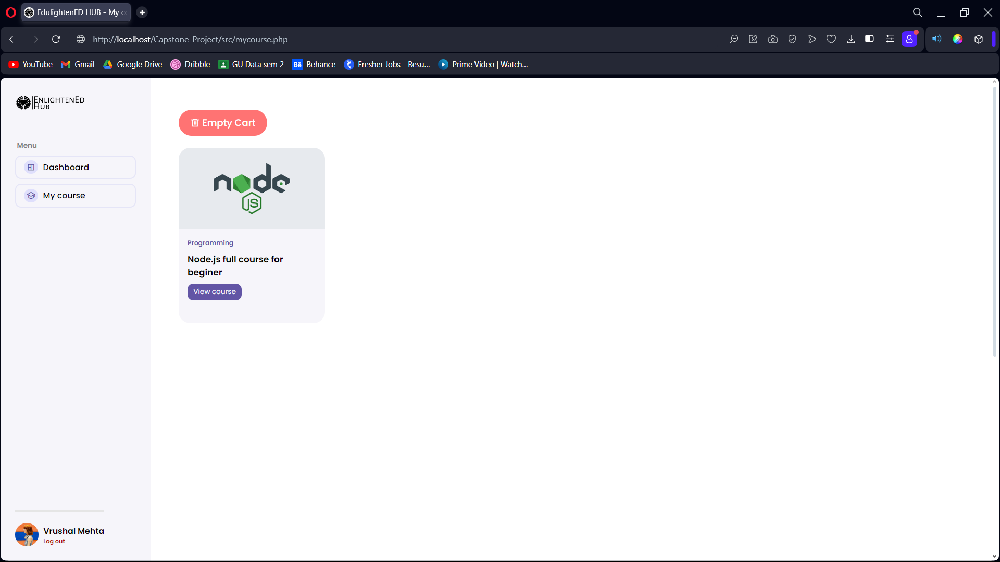 EdulightenED HUB - My co
http://localhost/Capstone_Project/src/mycourse.php
YouTube
Gmail
Google Drive
Dribble
GU Data sem 2
Bē Behance
Fresher Jobs - Resu...
Prime Video | Watch...
ENLIGHTENED
HUB
Menu
Dashboard
My course
Empty Cart
node
JS
Programming
Node.js full course for
beginer
View course
Vrushal Mehta
Log out